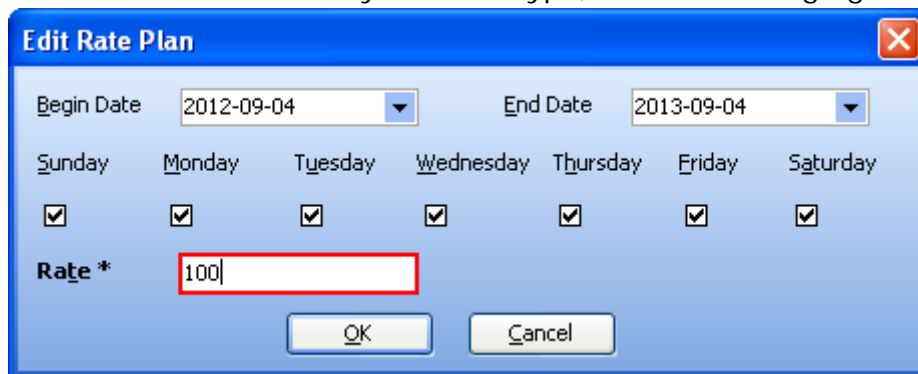 Edit Rate Plan
Begin Date 2012-09-04 End Date 2013-09-04
Sunday Monday Tuesday Wednesday Thursday Friday Saturday
Rate * 100
OK Cancel